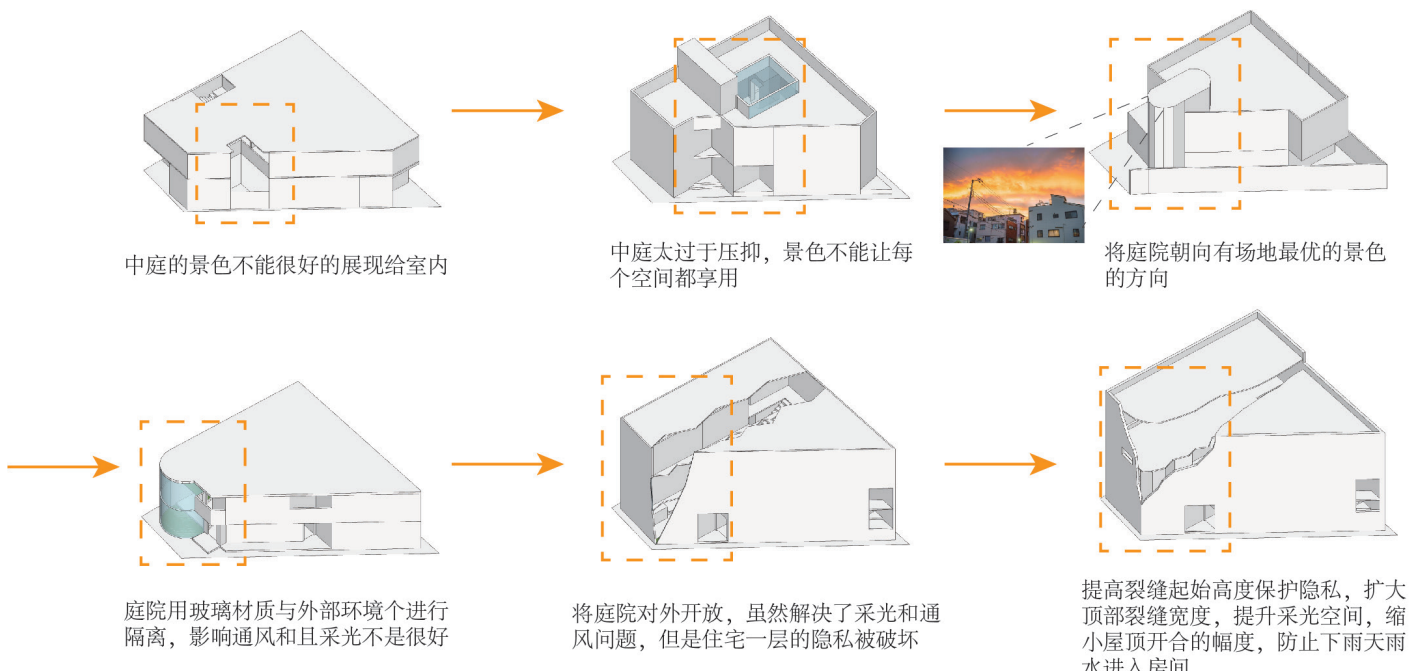 中庭的景色不能很好的展现给室内
中庭太过于压抑，景色不能让每
个空间都享用
将庭院朝向有场地最优的景色
的方向
庭院用玻璃材质与外部环境个进行
隔离，影响通风和且采光不是很好
将庭院对外开放，虽然解决了采光和通
风问题，但是住宅一层的隐私被破坏
提高裂缝起始高度保护隐私，扩大
顶部裂缝宽度，提升采光空间，缩
小屋顶开合的幅度，防止下雨天雨
水进入房间